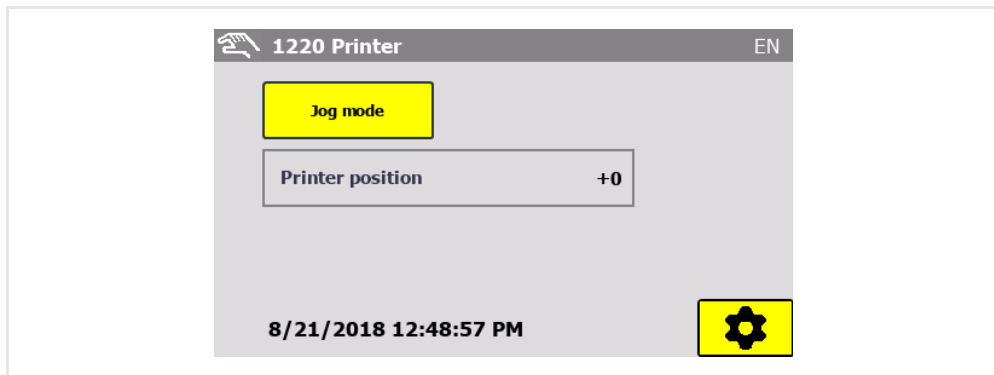 1220 Printer EN
Jog mode
Printer position +0
8/21/2018 12:48:57 PM